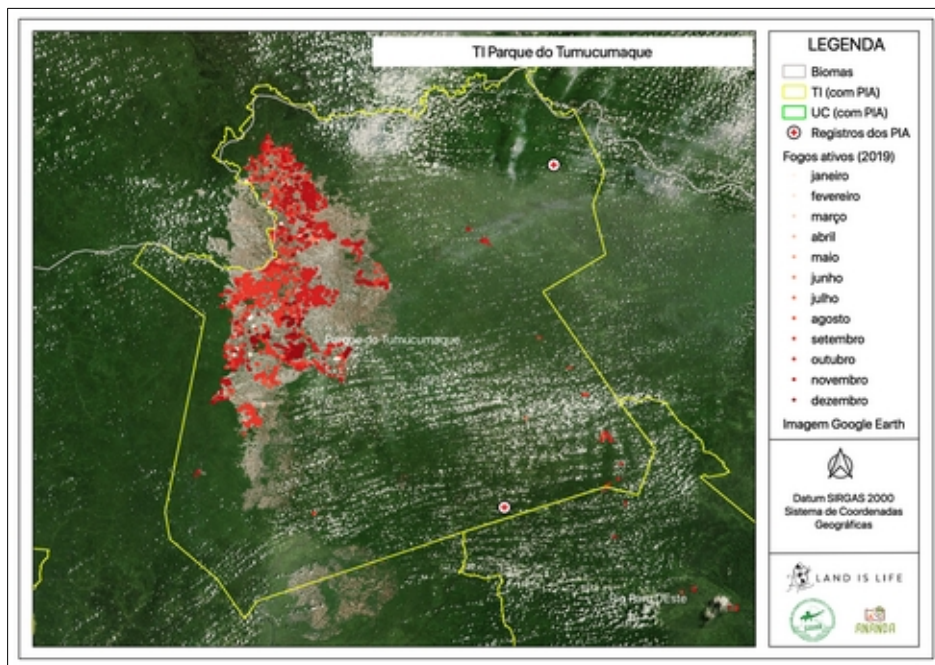 TI Parque do Tumucumaque
Parque do Tumucumaque
LEGENDA
Biomas
TI (com PIA)
UC (com PIA)
Registros dos PIA
Fogos ativos (2019)
janeiro
fevereiro
março
abril
maio
junho
julho
agosto
setembro
outubro
novembro
dezembro
Imagem Google Earth
Datum SIRGAS 2000
Sistema de Coordenadas
Geográficas
LAND IS LIFE
ANANDA